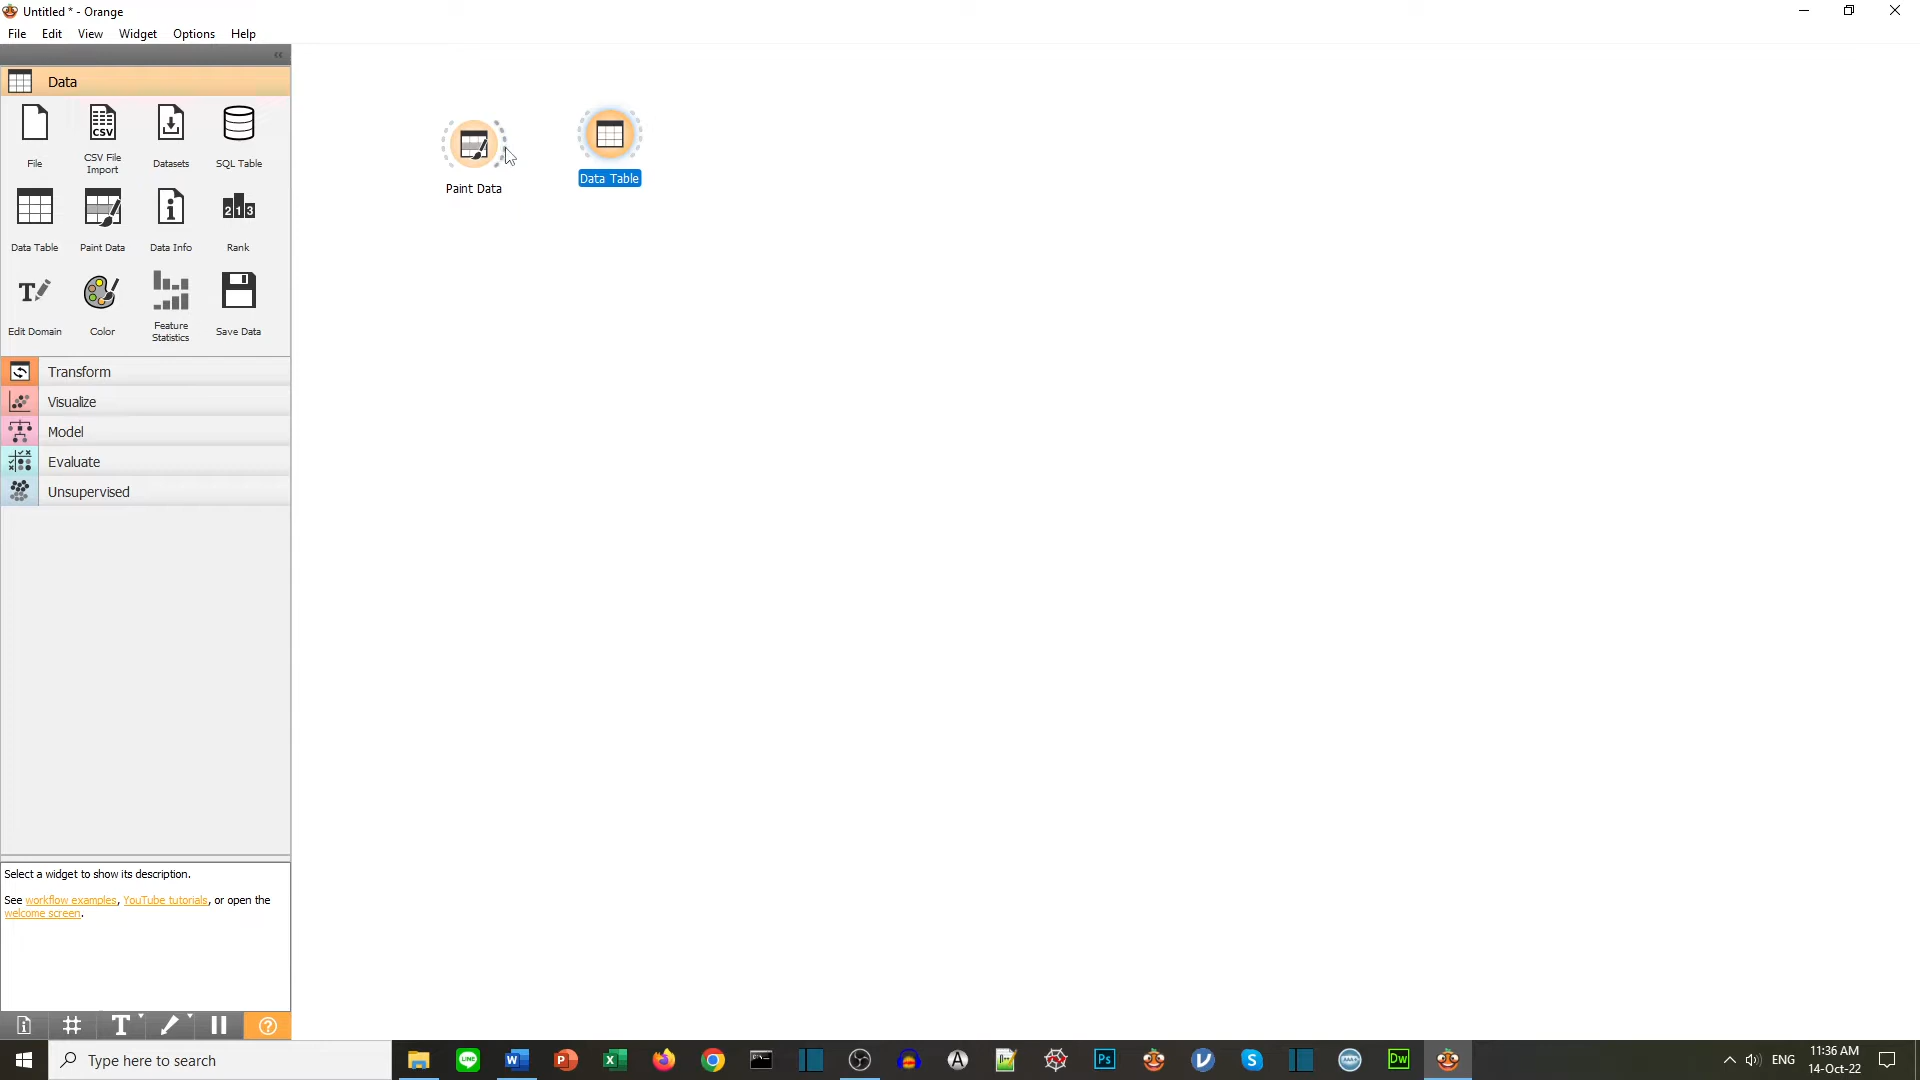 Untitled * - Orange
File Edit View Widget Options Help
Data
File
CSV File
Import
Datasets
SQL Table
Data Table
Paint Data
Data Info
Rank
Edit Domain
Color
Feature
Statistics
Save Data
Transform
Visualize
Model
Evaluate
Unsupervised
Paint Data
Data Table
Select a widget to show its description.
See workflow examples, YouTube tutorials, or open the
welcome screen.
Type here to search
ENG
11:36 AM
14-Oct-22